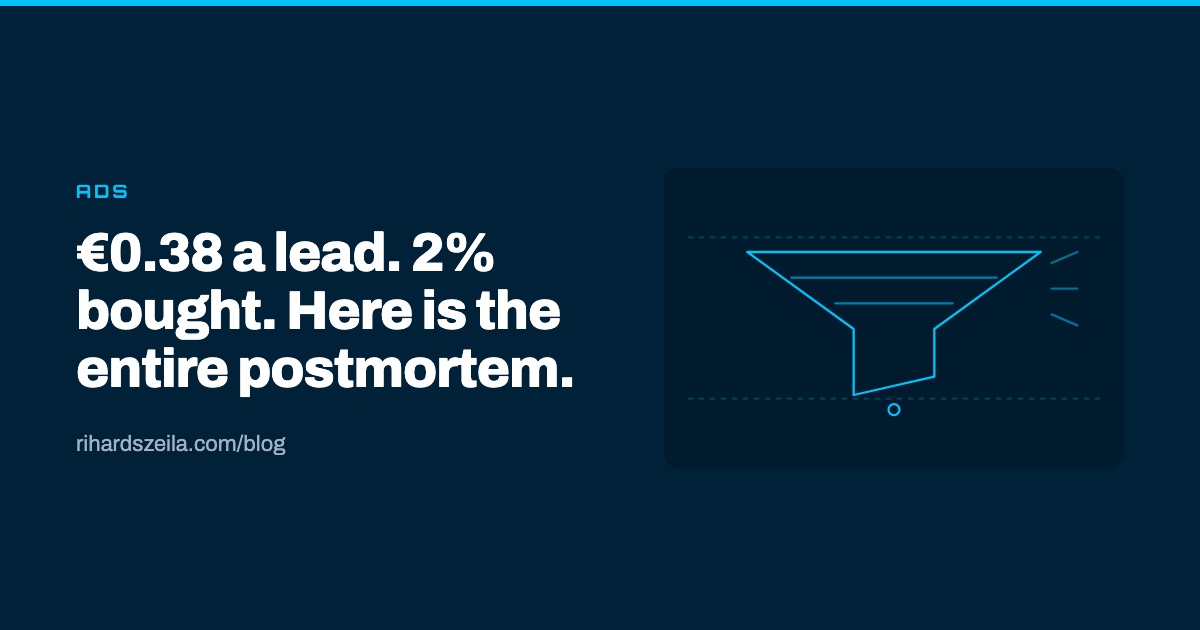 ADS
€0.38 a lead. 2%
bought. Here is the
entire postmortem.
rihardszeila.com/blog